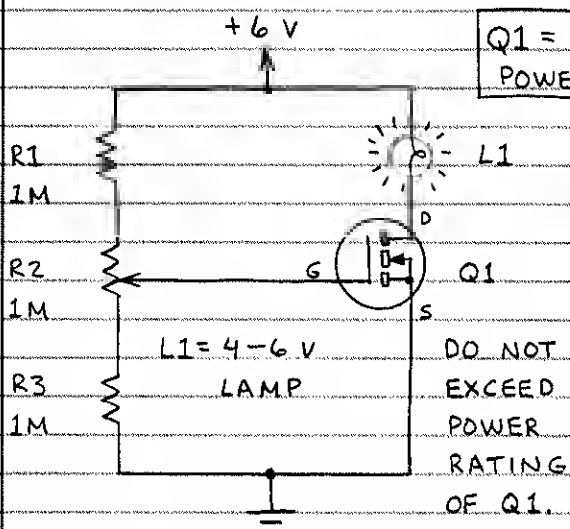 +6 V
Q1 =
POWE
R1
1M
L1
D
R2
1M
G
Q1
S
L1 = 4-6 V
LAMP
R3
1M
DO NOT
EXCEED
POWER
RATING
OF Q1.